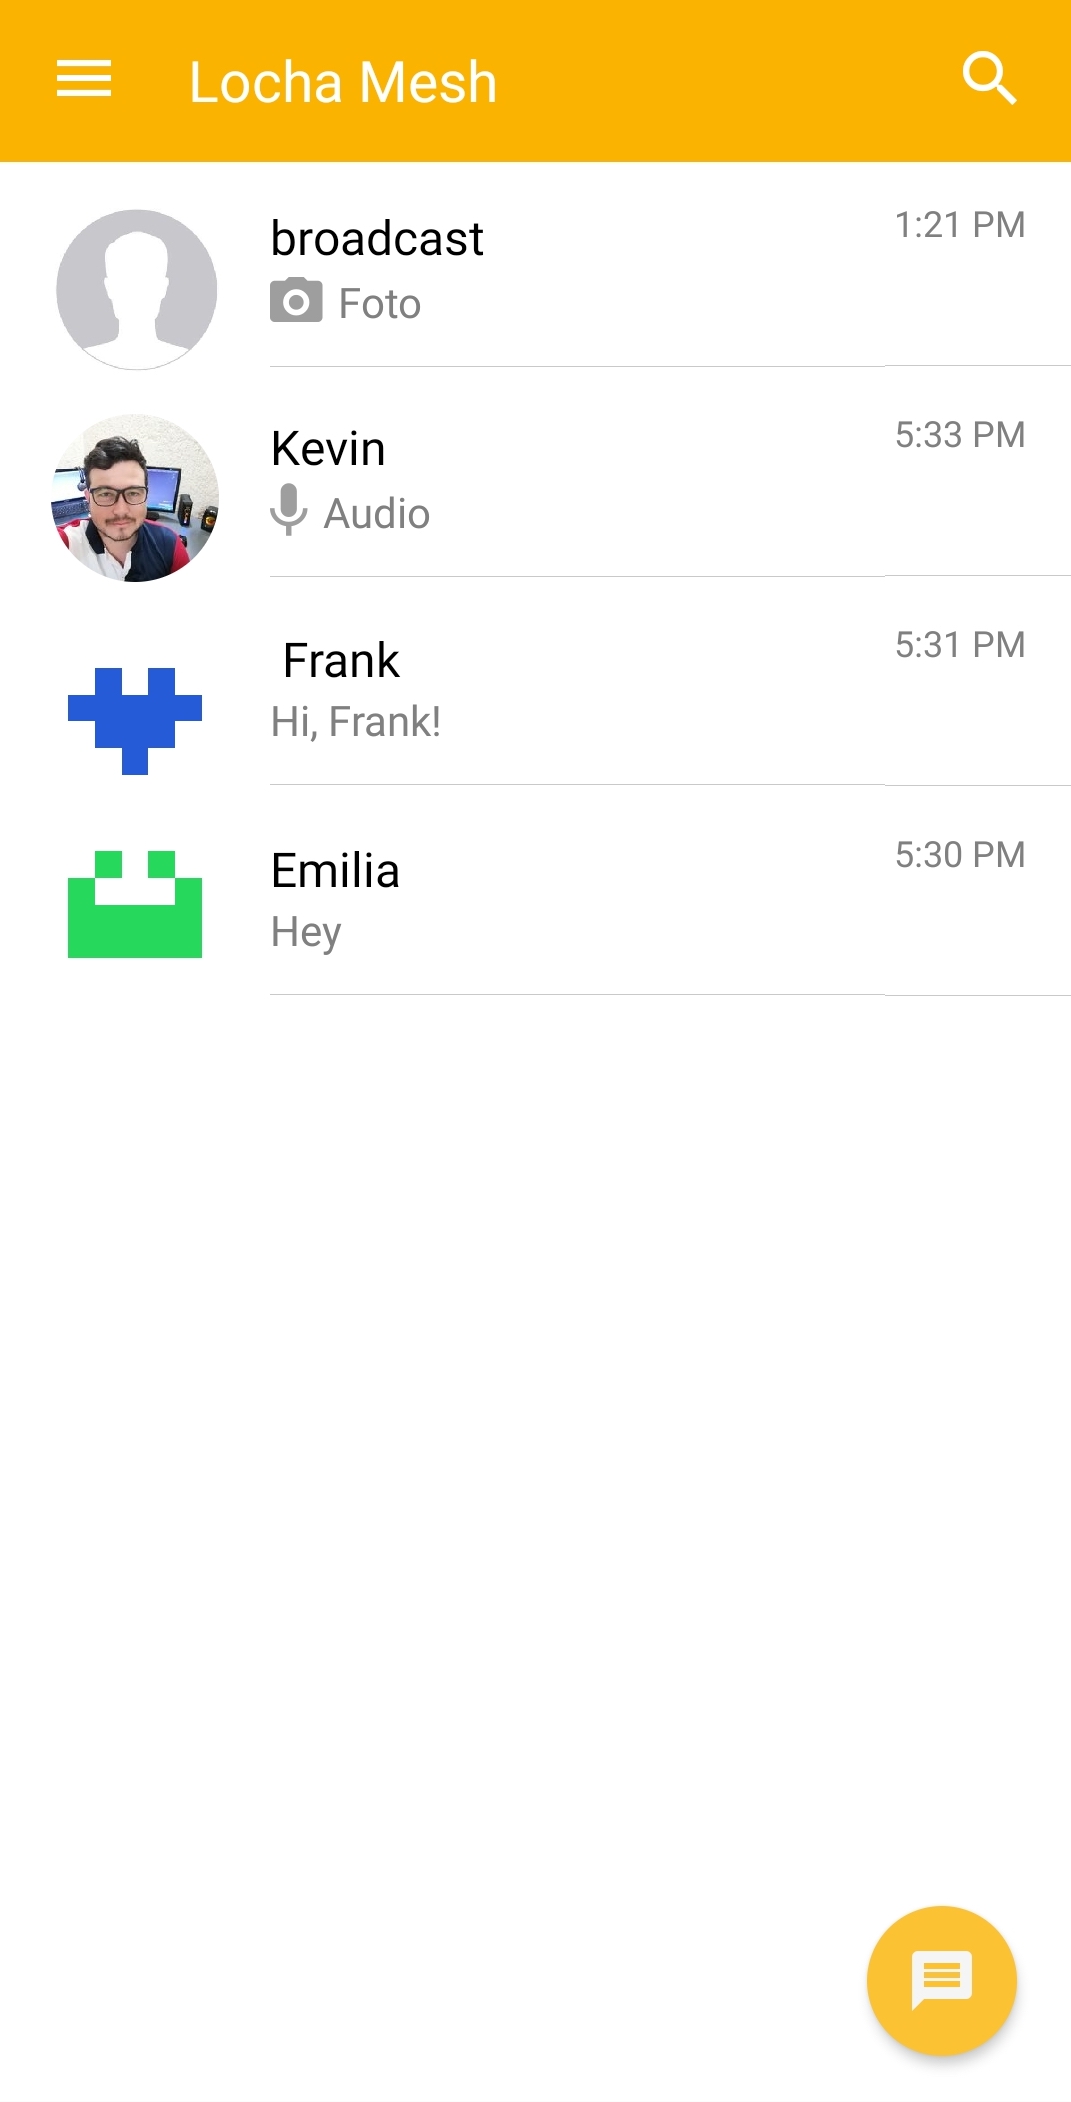 Locha Mesh
broadcast
1:21 PM
Foto
Kevin
5:33 PM
Audio
Frank
5:31 PM
Hi, Frank!
Emilia
5:30 PM
Hey